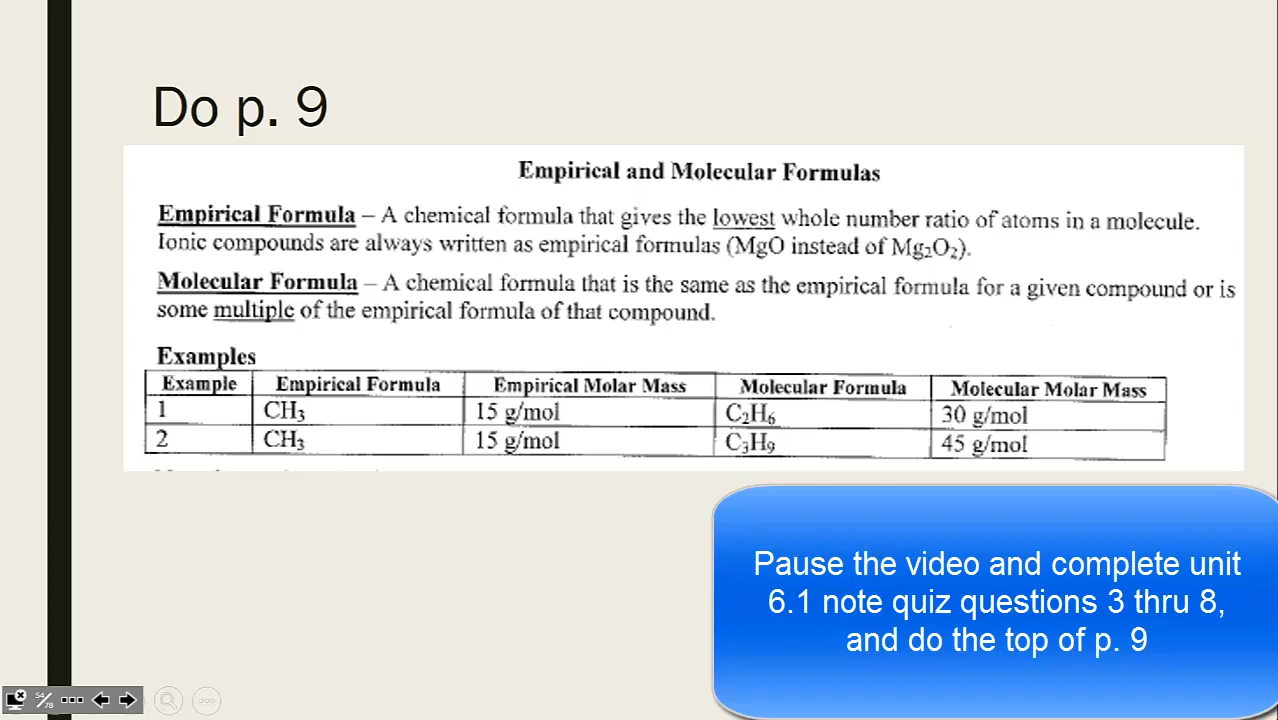 Do p. 9
Empirical and Molecular Formulas
Empirical Formula – A chemical formula that gives the lowest whole number ratio of atoms in a molecule.
Ionic compounds are always written as empirical formulas (MgO instead of Mg₂O₂).
Molecular Formula – A chemical formula that is the same as the empirical formula for a given compound or is
some multiple of the empirical formula of that compound.
Examples
Example Empirical Formula Empirical Molar Mass Molecular Formula Molecular Molar Mass
1 CH₃ 15 g/mol C₂H₆ 30 g/mol
2 CH₃ 15 g/mol C₃H₉ 45 g/mol
Pause the video and complete unit
6.1 note quiz questions 3 thru 8,
and do the top of p. 9
54/78